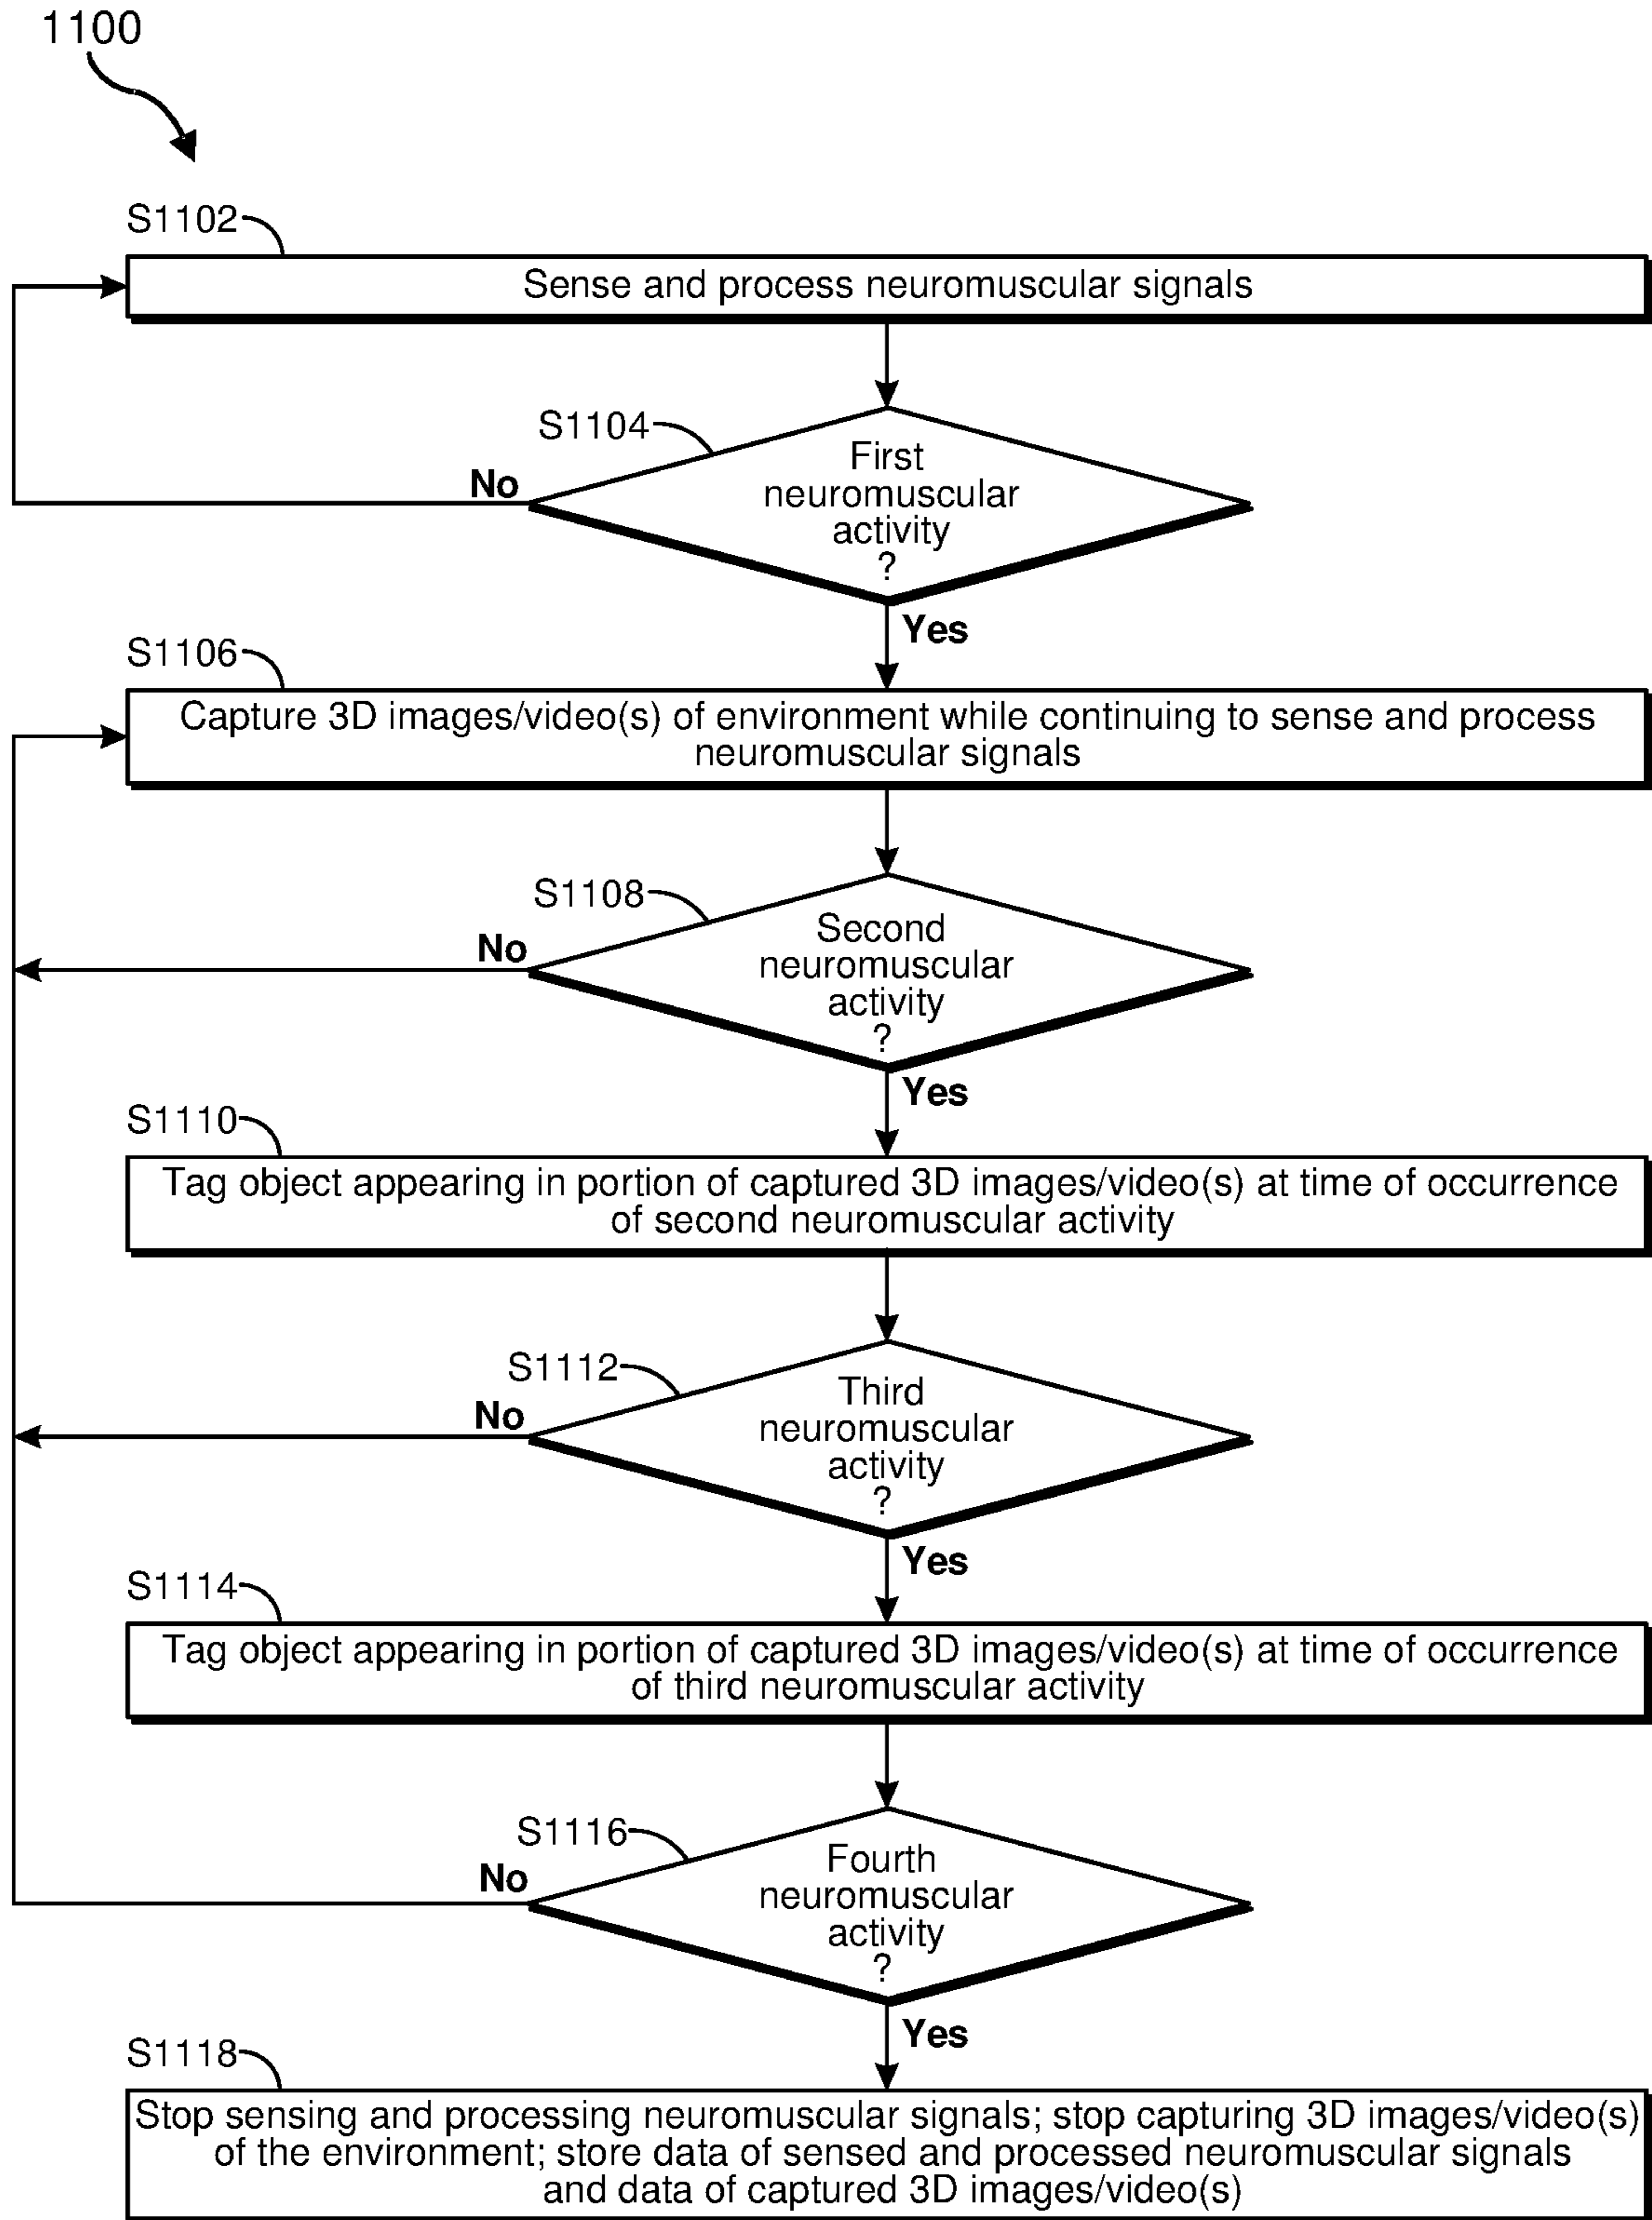 1100
S1102
Sense and process neuromuscular signals
S1104
First
neuromuscular
activity
?
No
Yes
S1106
Capture 3D images/video(s) of environment while continuing to sense and process
neuromuscular signals
S1108
Second
neuromuscular
activity
?
No
Yes
S1110
Tag object appearing in portion of captured 3D images/video(s) at time of occurrence
of second neuromuscular activity
S1112
Third
neuromuscular
activity
?
No
Yes
S1114
Tag object appearing in portion of captured 3D images/video(s) at time of occurrence
of third neuromuscular activity
S1116
Fourth
neuromuscular
activity
?
No
Yes
S1118
Stop sensing and processing neuromuscular signals; stop capturing 3D images/video(s)
of the environment; store data of sensed and processed neuromuscular signals
and data of captured 3D images/video(s)